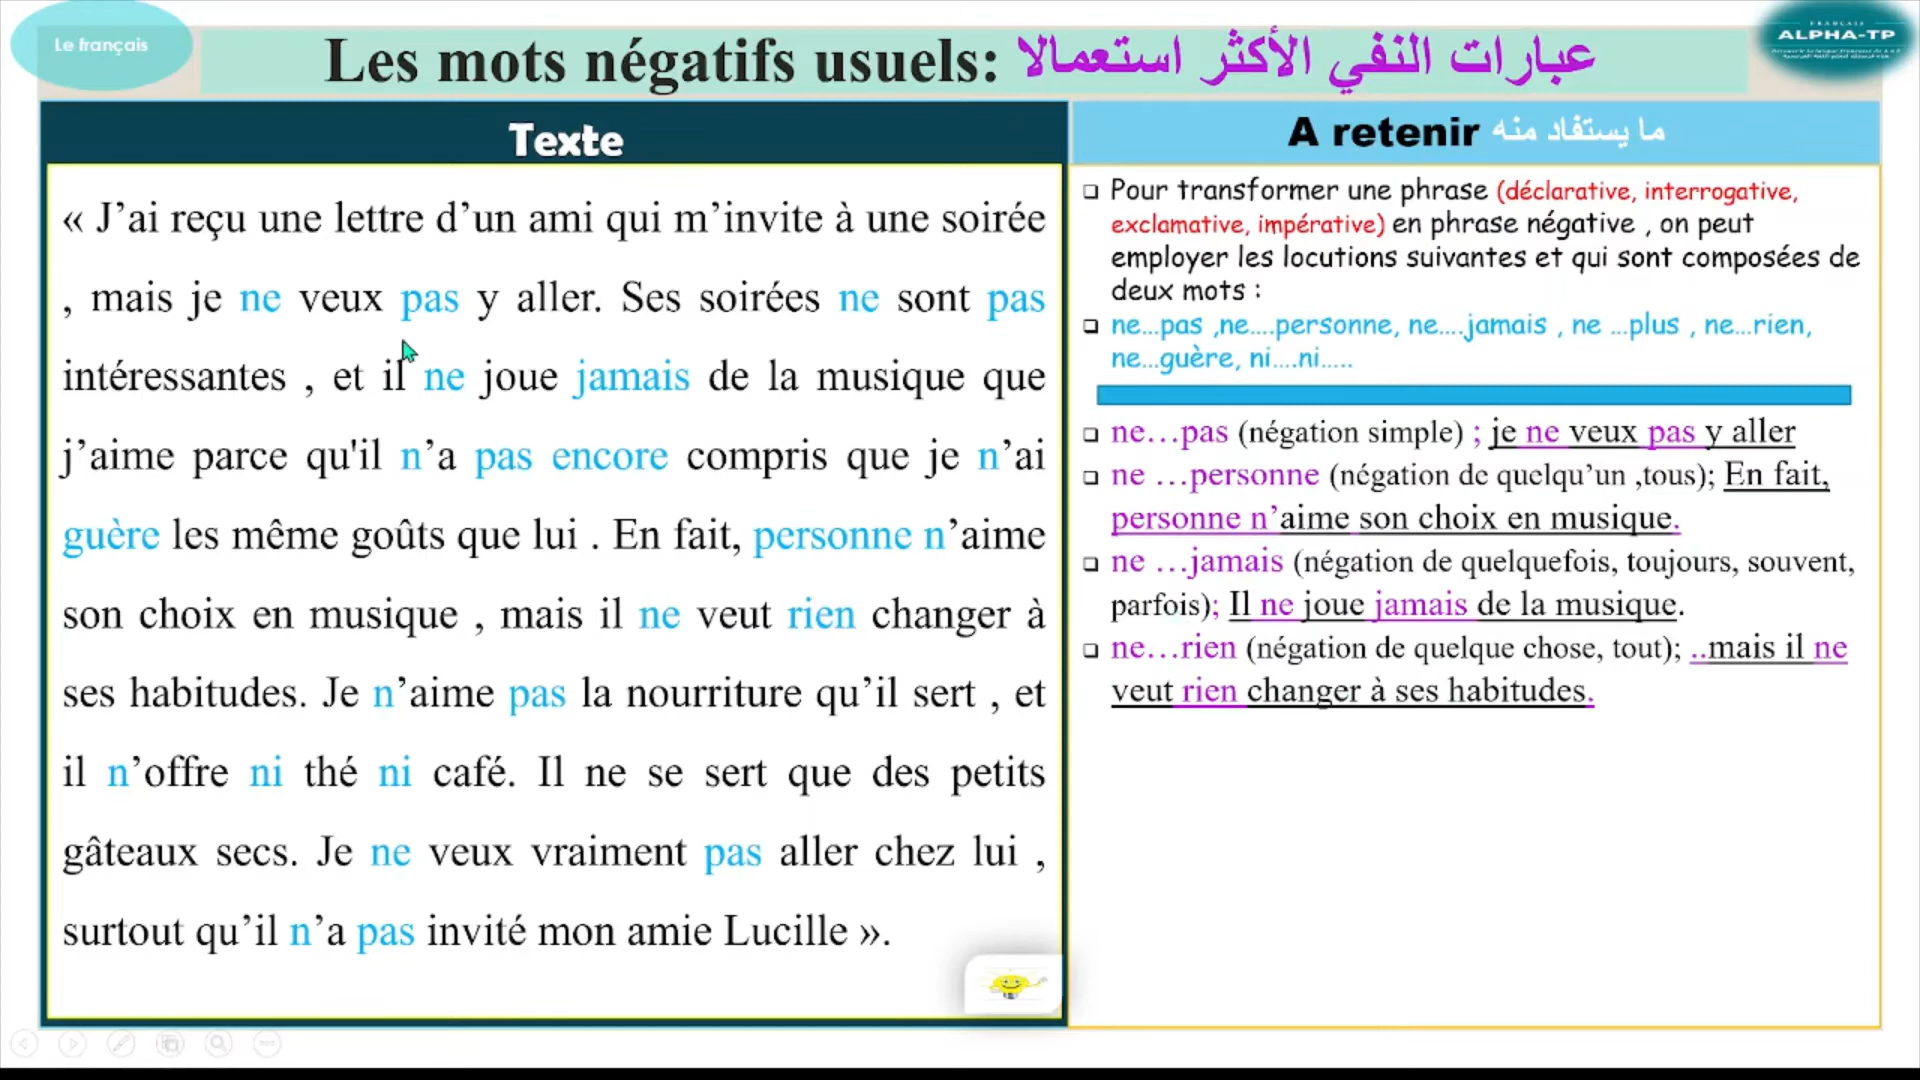 Le français
Les mots négatifs usuels: عبارات النفي الأكثر استعمالا
FRANÇAIS
ALPHA-TP
Texte
« J’ai reçu une lettre d’un ami qui m’invite à une soirée
, mais je ne veux pas y aller. Ses soirées ne sont pas
intéressantes , et il ne joue jamais de la musique que
j’aime parce qu'il n’a pas encore compris que je n’ai
guère les même goûts que lui . En fait, personne n’aime
son choix en musique , mais il ne veut rien changer à
ses habitudes. Je n’aime pas la nourriture qu’il sert , et
il n’offre ni thé ni café. Il ne se sert que des petits
gâteaux secs. Je ne veux vraiment pas aller chez lui ,
surtout qu’il n’a pas invité mon amie Lucille ».
A retenir ما يستفاد منه
Pour transformer une phrase (déclarative, interrogative,
exclamative, impérative) en phrase négative , on peut
employer les locutions suivantes et qui sont composées de
deux mots :
ne...pas ,ne....personne, ne....jamais , ne ...plus , ne...rien,
ne...guère, ni....ni.....
ne…pas (négation simple) ; je ne veux pas y aller
ne …personne (négation de quelqu’un ,tous); En fait,
personne n’aime son choix en musique.
ne …jamais (négation de quelquefois, toujours, souvent,
parfois); Il ne joue jamais de la musique.
ne…rien (négation de quelque chose, tout); ..mais il ne
veut rien changer à ses habitudes.